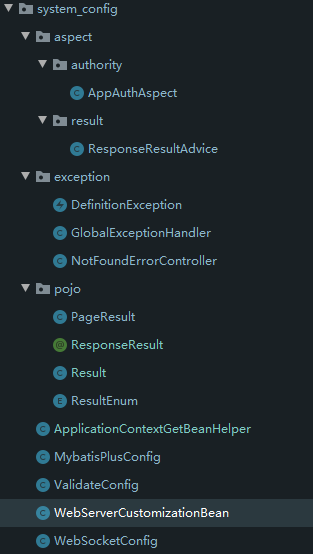 system_config
aspect
authority
AppAuthAspect
result
ResponseResultAdvice
exception
DefinitionException
GlobalExceptionHandler
NotFoundErrorController
pojo
PageResult
ResponseResult
Result
ResultEnum
ApplicationContextGetBeanHelper
MybatisPlusConfig
ValidateConfig
WebServerCustomizationBean
WebSocketConfig